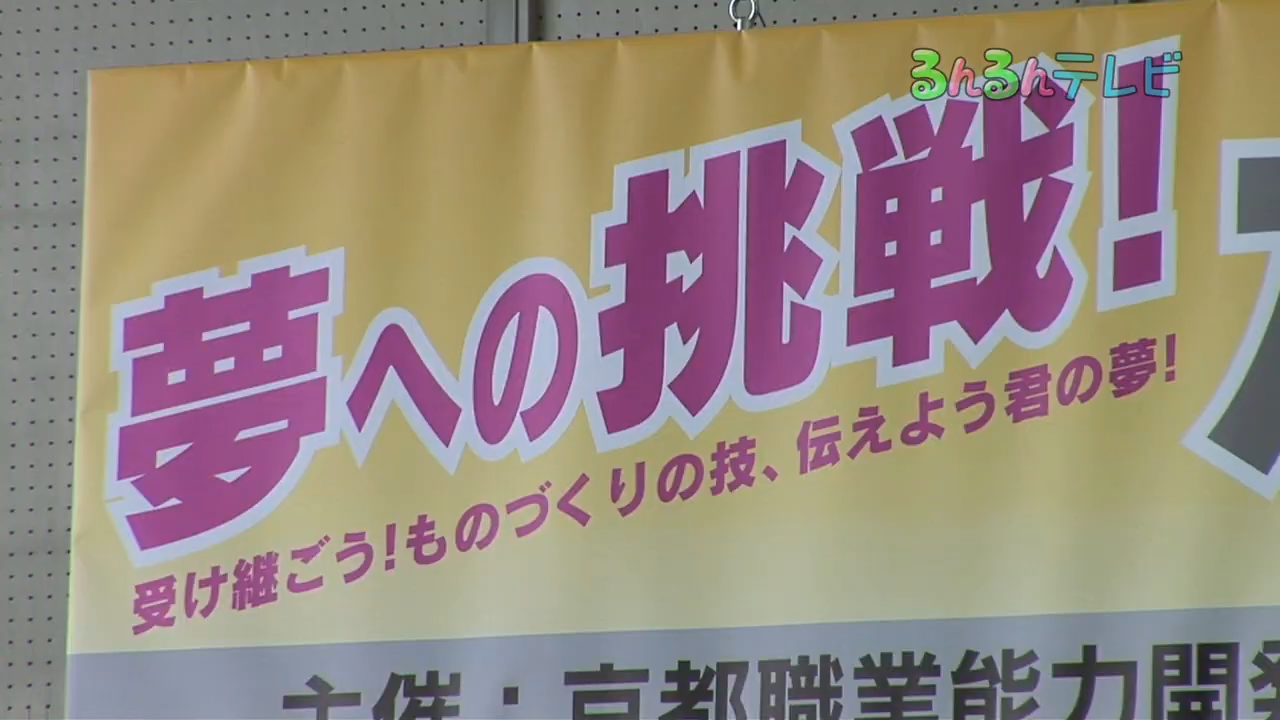 るんるんテレビ
夢への挑戦!
受け継ごう!ものづくりの技、伝えよう君の夢!
主催：京都職業能力開発